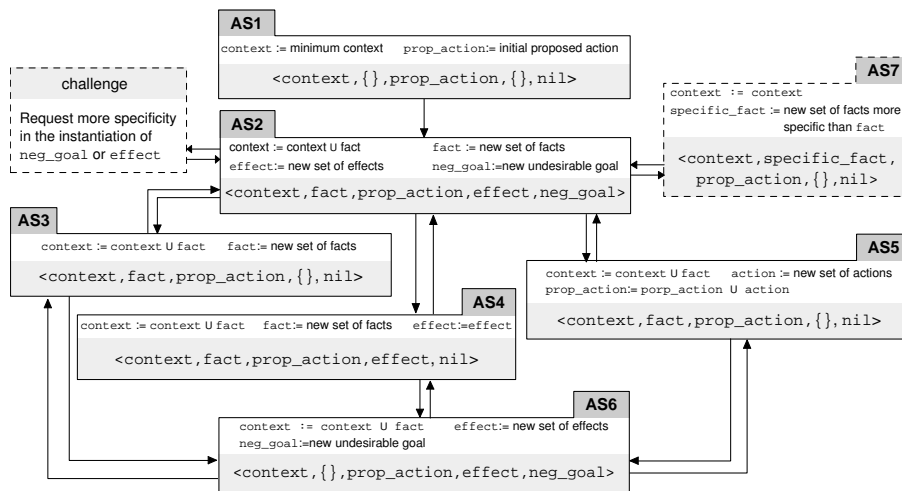 AS1
context := minimum context prop_action:= initial proposed action
<context,{},prop_action,{},nil>
challenge
Request more specificity
in the instantiation of
neg_goal or effect
AS7
context := context
specific_fact := new set of facts more
specific than fact
<context,specific_fact,
prop_action,{},nil>
AS2
context := context U fact fact := new set of facts
effect:= new set of effects neg_goal:=new undesirable goal
<context,fact,prop_action,effect,neg_goal>
AS3
context := context U fact fact:= new set of facts
<context,fact,prop_action,{},nil>
AS5
context := context U fact action := new set of actions
prop_action:= porp_action U action
<context,fact,prop_action,{},nil>
AS4
context := context U fact fact:= new set of facts effect:=effect
<context,fact,prop_action,effect,nil>
AS6
context := context U fact effect:= new set of effects
neg_goal:=new undesirable goal
<context,{},prop_action,effect,neg_goal>